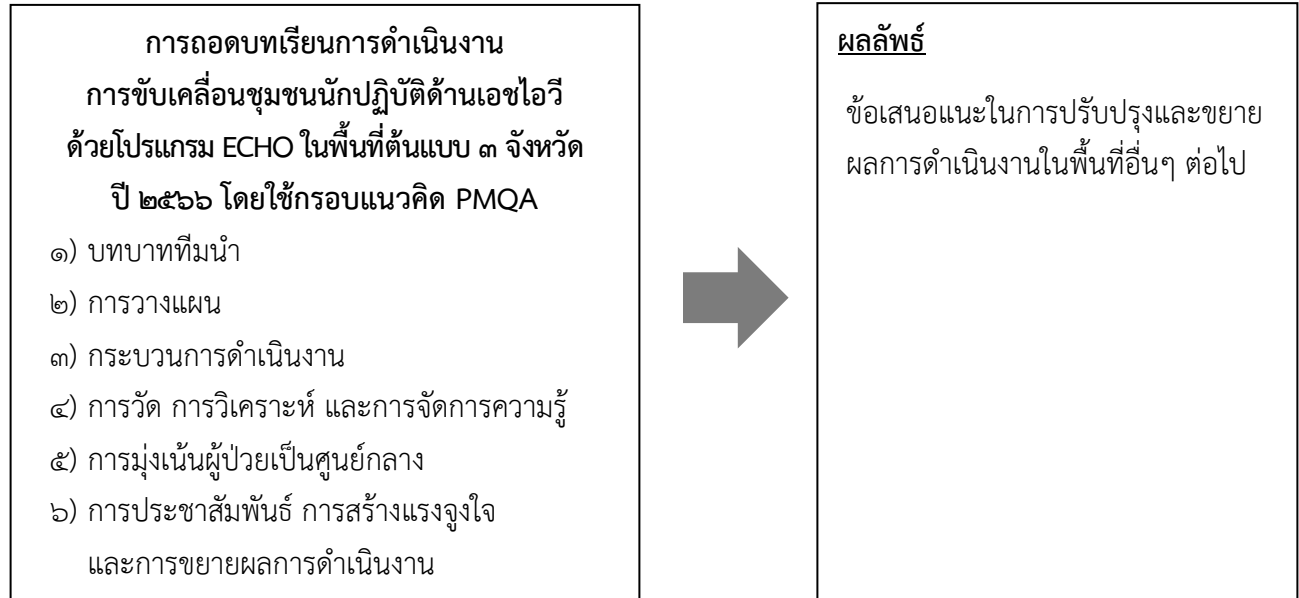 การถอดบทเรียนการดำเนินงาน
การขับเคลื่อนชุมชนนักปฏิบัติด้านเอชไอวี
ด้วยโปรแกรม ECHO ในพื้นที่ต้นแบบ ๓ จังหวัด
ปี ๒๕๖๖ โดยใช้กรอบแนวคิด PMQA
๑) บทบาททีมนำ
๒) การวางแผน
๓) กระบวนการดำเนินงาน
๔) การวัด การวิเคราะห์ และการจัดการความรู้
๕) การมุ่งเน้นผู้ป่วยเป็นศูนย์กลาง
๖) การประชาสัมพันธ์ การสร้างแรงจูงใจ
และการขยายผลการดำเนินงาน
ผลลัพธ์
ข้อเสนอแนะในการปรับปรุงและขยาย
ผลการดำเนินงานในพื้นที่อื่นๆ ต่อไป